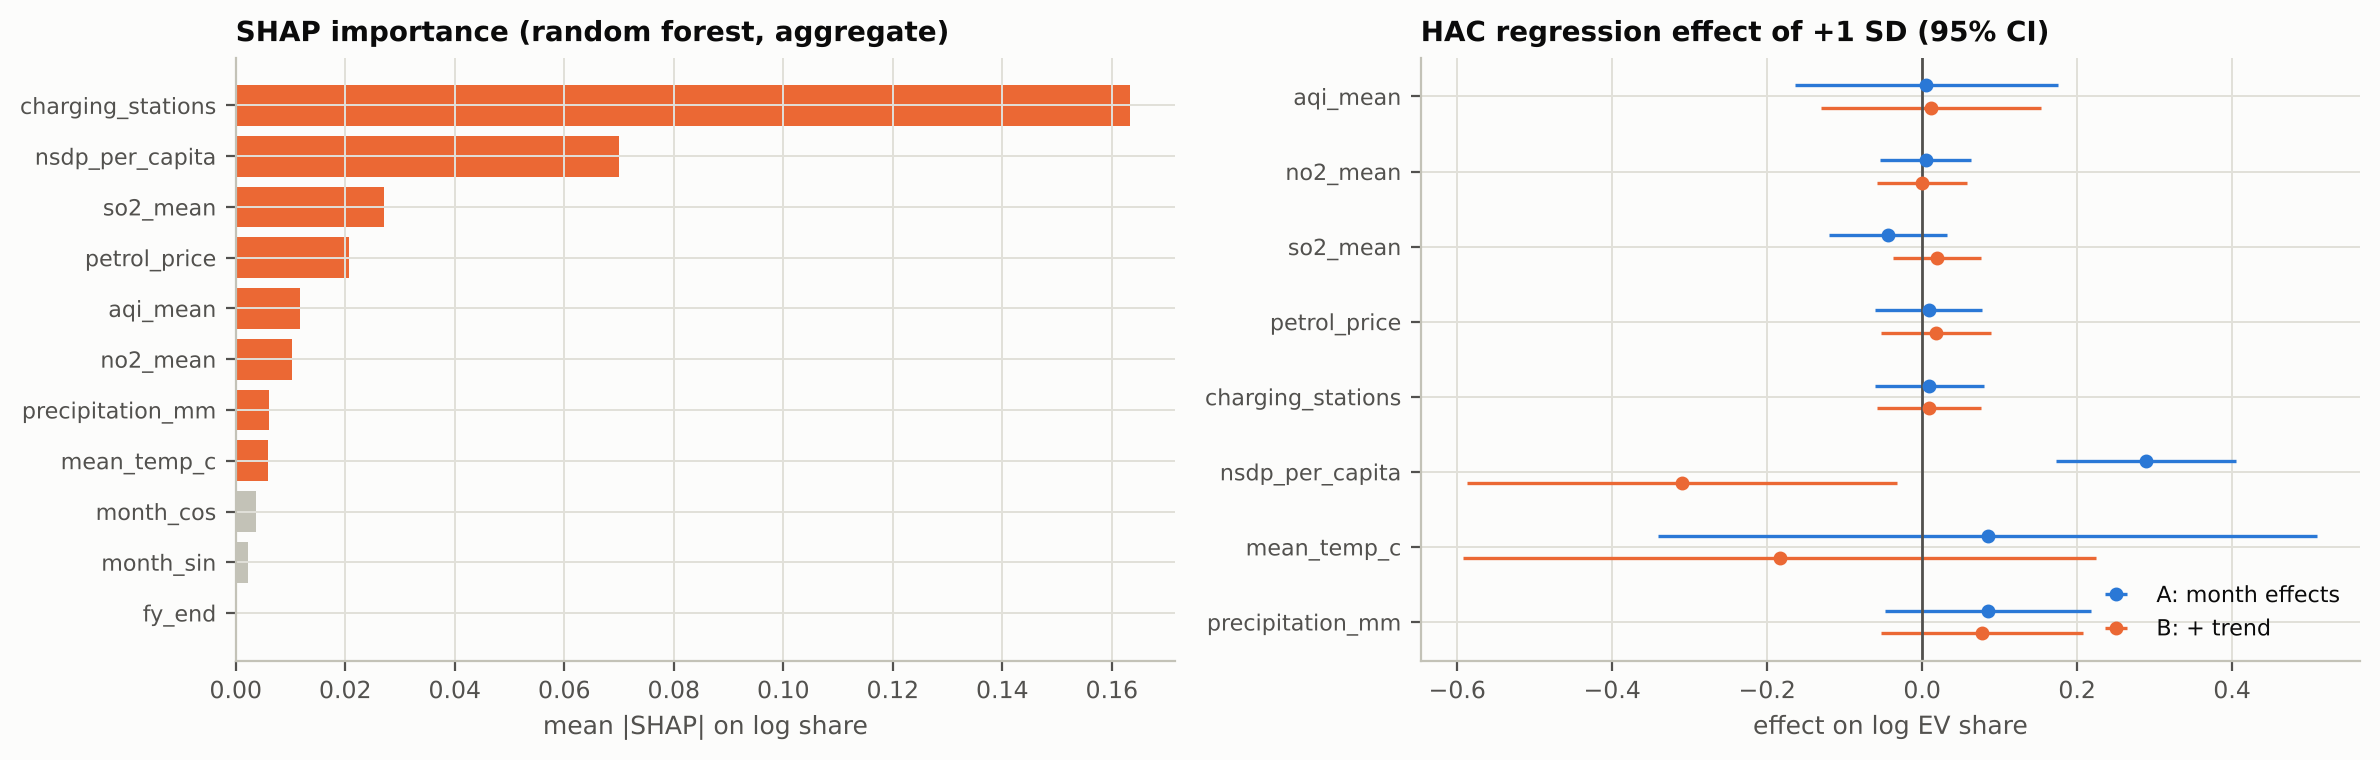 SHAP importance (random forest, aggregate)
charging_stations
nsdp_per_capita
so2_mean
petrol_price
aqi_mean
no2_mean
precipitation_mm
mean_temp_c
month_cos
month_sin
fy_end
0.00 0.02 0.04 0.06 0.08 0.10 0.12 0.14 0.16
mean |SHAP| on log share
HAC regression effect of +1 SD (95% CI)
aqi_mean
no2_mean
so2_mean
petrol_price
charging_stations
nsdp_per_capita
mean_temp_c
precipitation_mm
A: month effects
B: + trend
−0.6 −0.4 −0.2 0.0 0.2 0.4
effect on log EV share